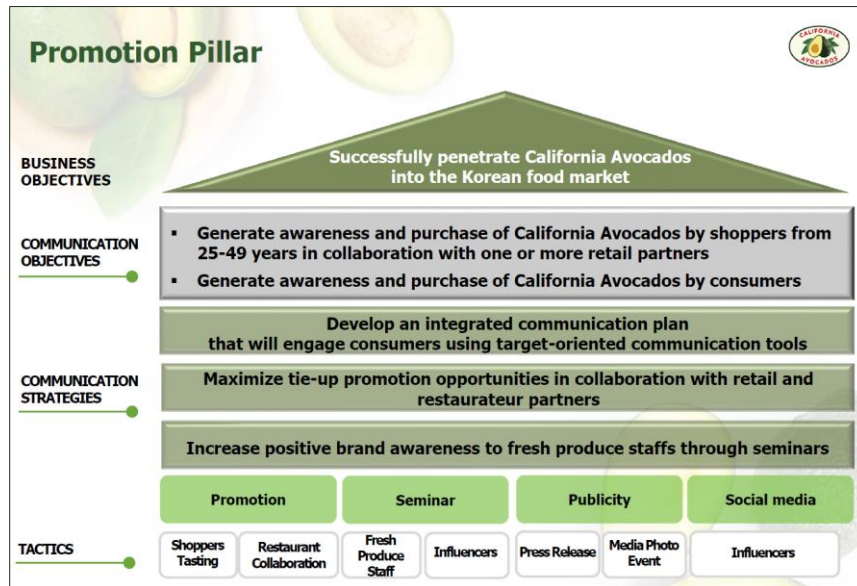 Promotion Pillar
CALIFORNIA
AVOCADOS
BUSINESS
OBJECTIVES
Successfully penetrate California Avocados
into the Korean food market
COMMUNICATION
OBJECTIVES
▪ Generate awareness and purchase of California Avocados by shoppers from
25-49 years in collaboration with one or more retail partners
▪ Generate awareness and purchase of California Avocados by consumers
COMMUNICATION
STRATEGIES
Develop an integrated communication plan
that will engage consumers using target-oriented communication tools
Maximize tie-up promotion opportunities in collaboration with retail and
restaurateur partners
Increase positive brand awareness to fresh produce staffs through seminars
TACTICS
Promotion
Seminar
Publicity
Social media
Shoppers
Tasting
Restaurant
Collaboration
Fresh
Produce
Staff
Influencers
Press Release
Media Photo
Event
Influencers